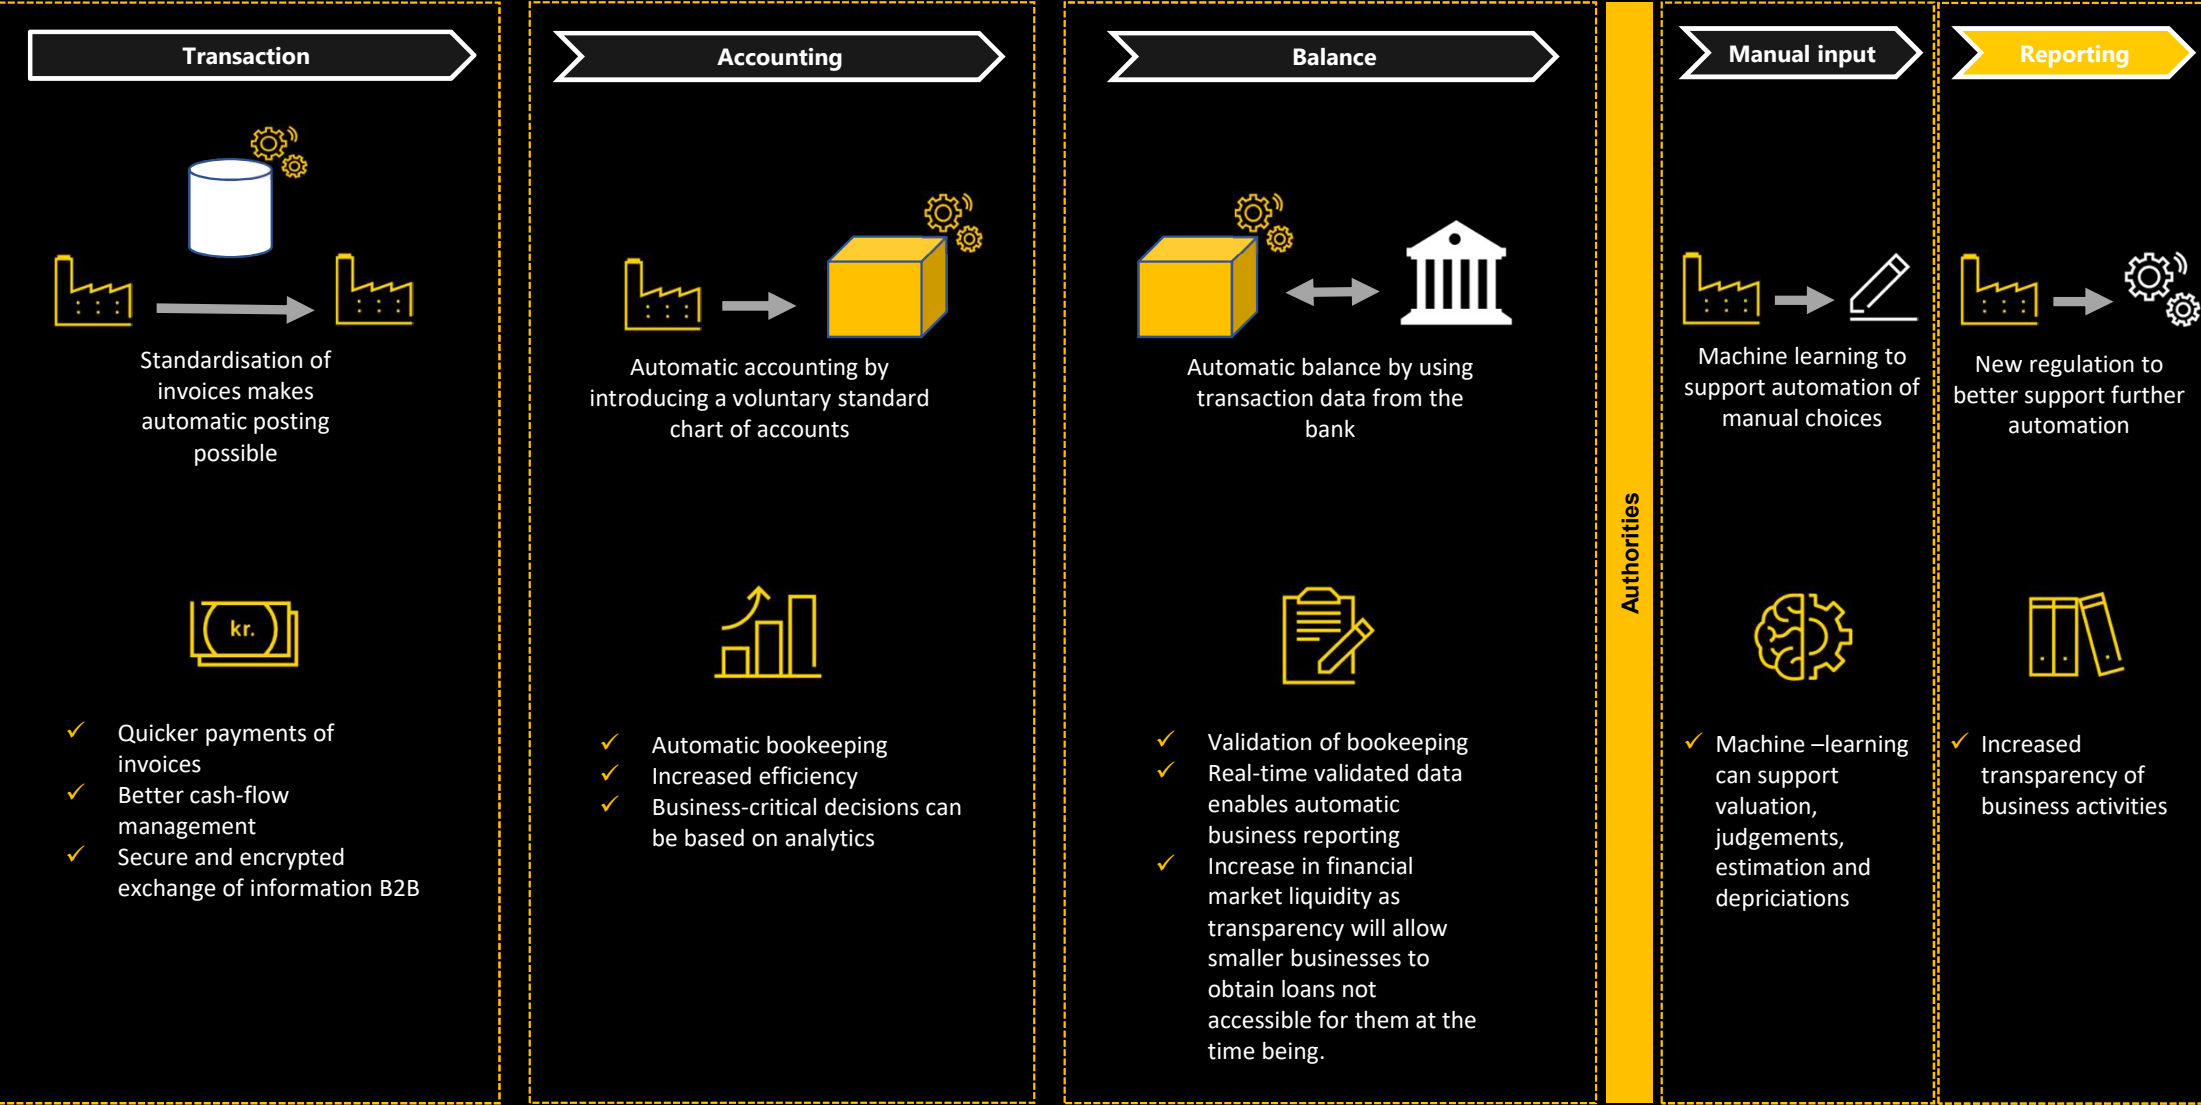 Transaction
Standardisation of
invoices makes
automatic posting
possible
kr.
Quicker payments of
invoices
Better cash-flow
management
Secure and encrypted
exchange of information B2B
Accounting
Automatic accounting by
introducing a voluntary standard
chart of accounts
Automatic bookeeping
Increased efficiency
Business-critical decisions can
be based on analytics
Balance
Automatic balance by using
transaction data from the
bank
Validation of bookeeping
Real-time validated data
enables automatic
business reporting
Increase in financial
market liquidity as
transparency will allow
smaller businesses to
obtain loans not
accessible for them at the
time being.
Authorities
Manual input
Machine learning to
support automation of
manual choices
Machine –learning
can support
valuation,
judgements,
estimation and
depriciations
Reporting
New regulation to
better support further
automation
Increased
transparency of
business activities